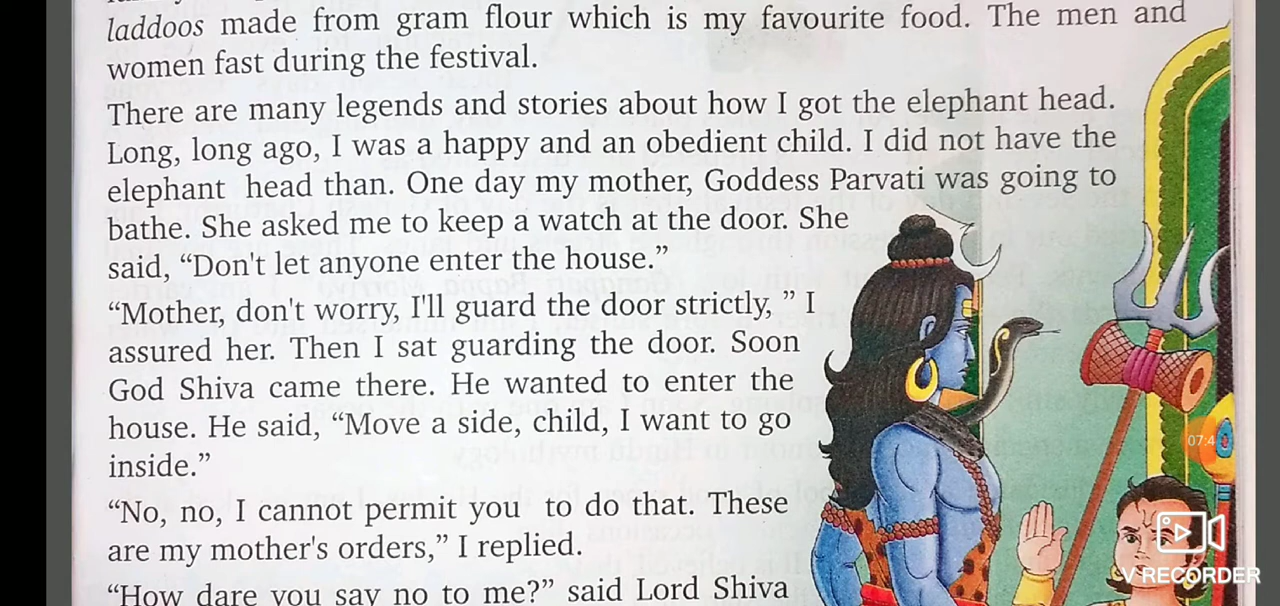 laddoos made from gram flour which is my favourite food. The men and
women fast during the festival.
There are many legends and stories about how I got the elephant head.
Long, long ago, I was a happy and an obedient child. I did not have the
elephant head than. One day my mother, Goddess Parvati was going to
bathe. She asked me to keep a watch at the door. She
said, “Don't let anyone enter the house.”
“Mother, don't worry, I'll guard the door strictly, ” I
assured her. Then I sat guarding the door. Soon
God Shiva came there. He wanted to enter the
house. He said, “Move a side, child, I want to go
inside.”
“No, no, I cannot permit you to do that. These
are my mother's orders,” I replied.
“How dare you say no to me?” said Lord Shiva
07:4
V RECORDER